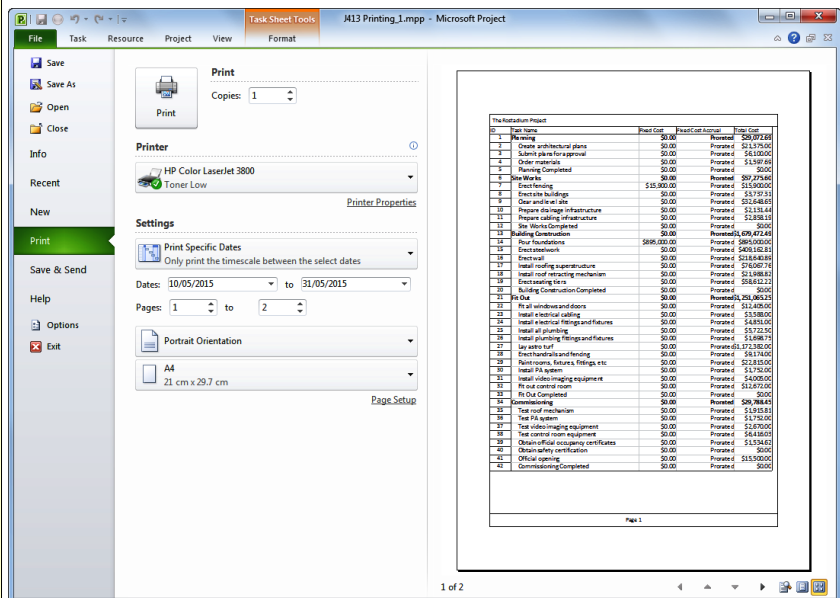 Task Sheet Tools
J413 Printing_1.mpp - Microsoft Project
File Task Resource Project View Format
Save
Save As
Open
Close
Info
Recent
New
Print
Save & Send
Help
Options
Exit
Print
Print
Copies: 1
Printer
HP Color LaserJet 3800
Toner Low
Printer Properties
Settings
Print Specific Dates
Only print the timescale between the select dates
Dates: 10/05/2015 to 31/05/2015
Pages: 1 to 2
Portrait Orientation
A4
21 cm x 29.7 cm
Page Setup
The Rostadium Project
ID Task Name Fixed Cost Fixed Cost Accrual Total Cost
1 Planning $0.00 Prorated $29,072.69
2 Create architectural plans $0.00 Prorated $21,375.00
3 Submit plans for approval $0.00 Prorated $6,100.00
4 Order materials $0.00 Prorated $1,597.69
5 Planning Completed $0.00 Prorated $0.00
6 Site Works $0.00 Prorated $57,275.60
7 Erect fencing $15,900.00 Prorated $15,900.00
8 Erect site buildings $0.00 Prorated $3,737.31
9 Clear and level site $0.00 Prorated $32,648.65
10 Prepare drainage infrastructure $0.00 Prorated $2,131.44
11 Prepare cabling infrastructure $0.00 Prorated $2,858.19
12 Site Works Completed $0.00 Prorated $0.00
13 Building Construction $0.00 Prorated $1,679,472.49
14 Pour foundations $895,000.00 Prorated $895,000.00
15 Erect steelwork $0.00 Prorated $409,162.81
16 Erect wall $0.00 Prorated $218,640.89
17 Install roofing superstructure $0.00 Prorated $76,067.76
18 Install roof retracting mechanism $0.00 Prorated $21,988.82
19 Erect seating tiers $0.00 Prorated $58,612.22
20 Building Construction Completed $0.00 Prorated $0.00
21 Fit Out $0.00 Prorated $1,251,065.25
22 Fit all windows and doors $0.00 Prorated $12,405.00
23 Install electrical cabling $0.00 Prorated $3,588.00
24 Install electrical fittings and fixtures $0.00 Prorated $4,851.00
25 Install all plumbing $0.00 Prorated $5,722.50
26 Install plumbing fittings and fixtures $0.00 Prorated $1,698.75
27 Lay astro turf $0.00 Prorated $1,172,382.00
28 Erect handrails and fencing $0.00 Prorated $9,174.00
29 Paint rooms, fixtures, fittings, etc $0.00 Prorated $22,815.00
30 Install PA system $0.00 Prorated $1,752.00
31 Install video imaging equipment $0.00 Prorated $4,005.00
32 Fit out control room $0.00 Prorated $12,672.00
33 Fit Out Completed $0.00 Prorated $0.00
34 Commissioning $0.00 Prorated $29,788.45
35 Test roof mechanism $0.00 Prorated $1,915.81
36 Test PA system $0.00 Prorated $1,752.00
37 Test video imaging equipment $0.00 Prorated $2,670.00
38 Test control room equipment $0.00 Prorated $6,416.03
39 Obtain official occupancy certificates $0.00 Prorated $1,534.62
40 Obtain safety certification $0.00 Prorated $0.00
41 Official opening $0.00 Prorated $15,500.00
42 Commissioning Completed $0.00 Prorated $0.00
Page 1
1 of 2